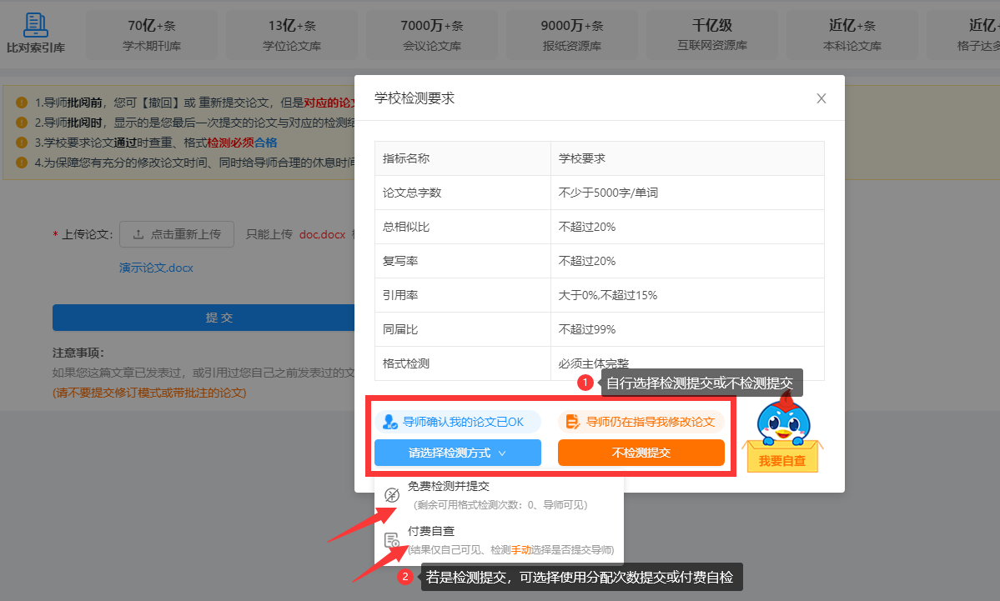 比对索引库
70亿+条
学术期刊库
13亿+条
学位论文库
7000万+条
会议论文库
9000万+条
报纸资源库
千亿级
互联网资源库
近亿+条
本科论文库
近亿+
格子达多
1.导师批阅前，您可【撤回】或 重新提交论文，但是对应的论文
2.导师批阅时，显示的是您最后一次提交的论文与对应的检测结
3.学校要求论文通过时查重、格式检测必须合格
4.为保障您有充分的修改论文时间、同时给导师合理的休息时间
* 上传论文：
点击重新上传
只能上传 doc,docx
演示论文.docx
提 交
注意事项：
如果您这篇文章已发表过，或引用过您自己之前发表过的文
(请不要提交修订模式或带批注的论文)
学校检测要求
指标名称 学校要求
论文总字数 不少于5000字/单词
总相似比 不超过20%
复写率 不超过20%
引用率 大于0%,不超过15%
同届比 不超过99%
格式检测 必须主体完整
1 自行选择检测提交或不检测提交
导师确认我的论文已OK
导师仍在指导我修改论文
请选择检测方式
不检测提交
我要自查
免费检测并提交
（剩余可用格式检测次数：0、导师可见）
付费自查
(结果仅自己可见、检测手动选择是否提交导师)
2 若是检测提交，可选择使用分配次数提交或付费自检